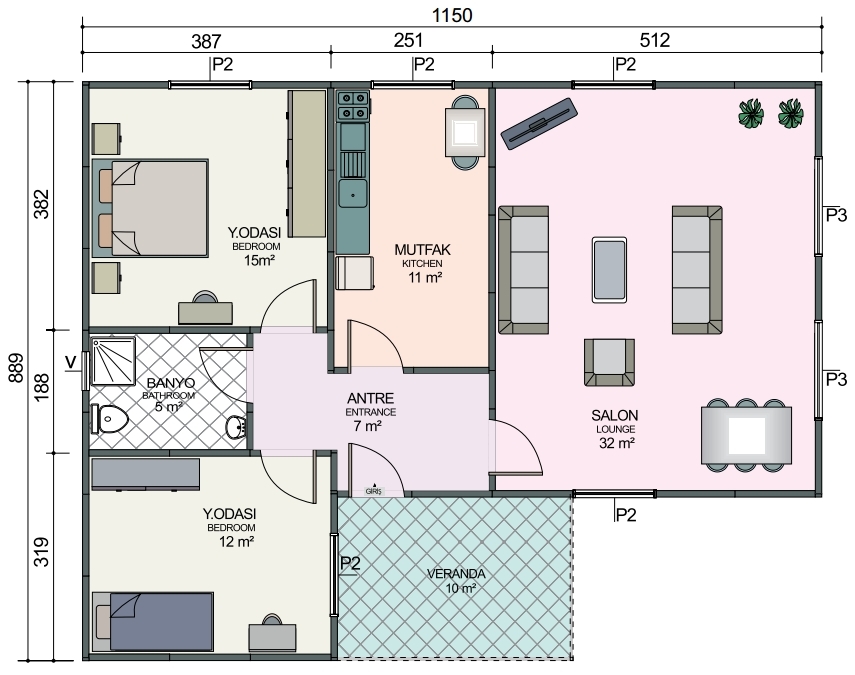 1150
387
251
512
P2
P2
P2
382
Y.ODASI
BEDROOM
15m²
MUTFAK
KITCHEN
11 m²
P3
889
V
188
BANYO
BATHROOM
5 m²
ANTRE
ENTRANCE
7 m²
SALON
LOUNGE
32 m²
P3
GİRİŞ
P2
319
Y.ODASI
BEDROOM
12 m²
P2
VERANDA
10 m²